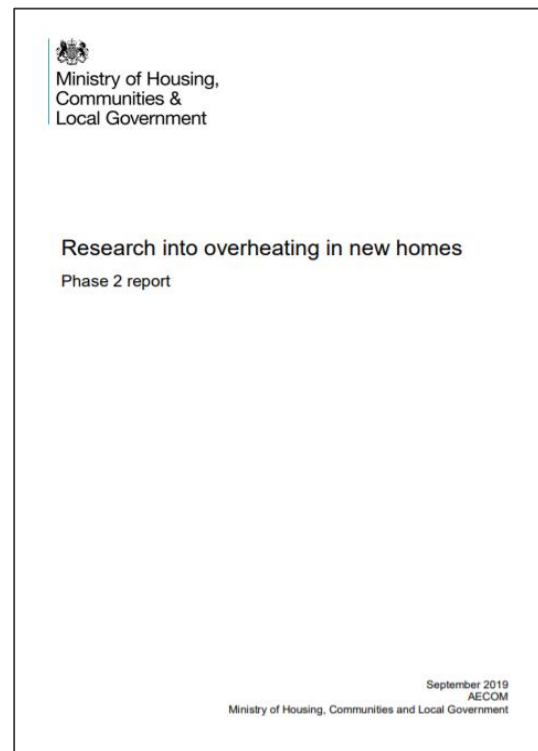 Ministry of Housing,
Communities &
Local Government
Research into overheating in new homes
Phase 2 report
September 2019
AECOM
Ministry of Housing, Communities and Local Government